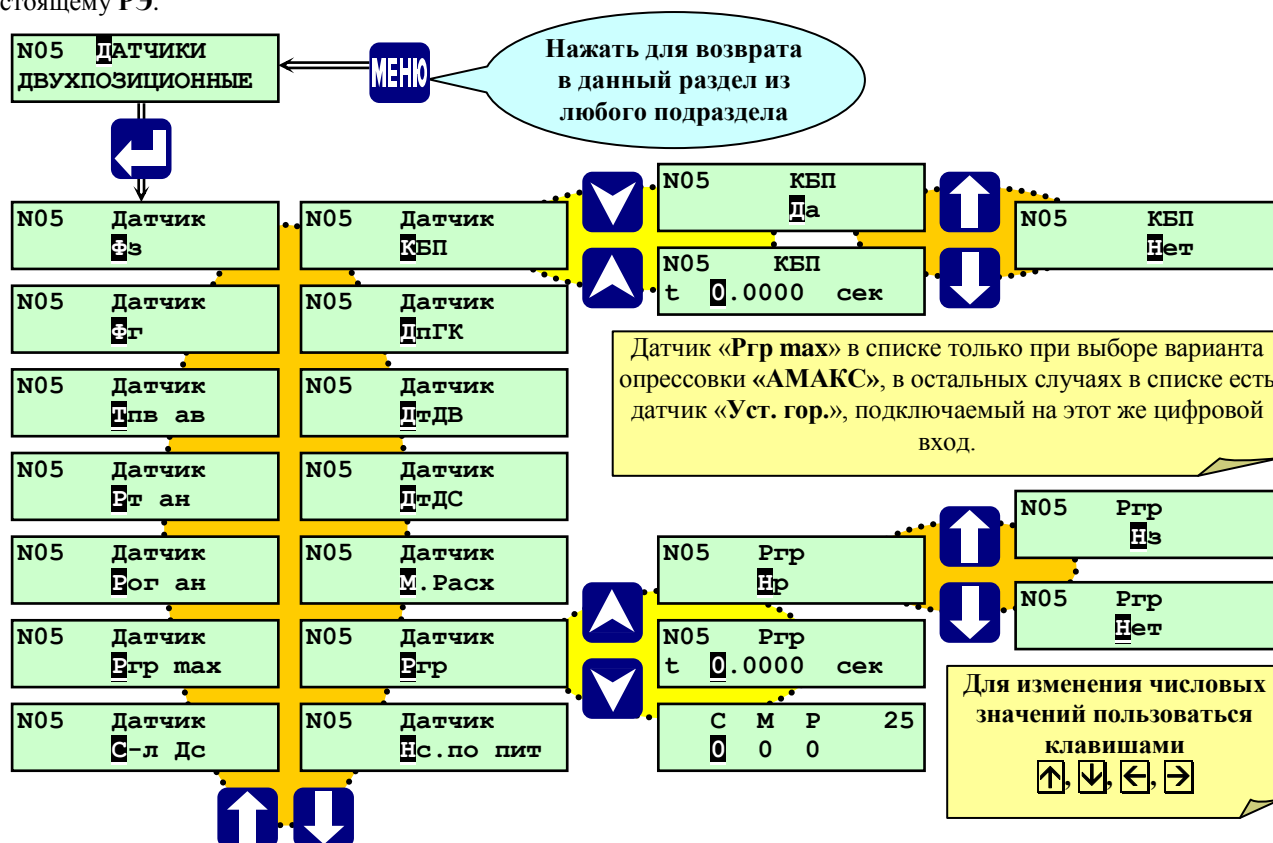 стоящему РЭ.
N05 ДАТЧИКИ
ДВУХПОЗИЦИОННЫЕ
МЕНЮ
Нажать для возврата
в данный раздел из
любого подраздела
N05 Датчик
Фз
N05 Датчик
Фг
N05 Датчик
Тпв ав
N05 Датчик
Рт ан
N05 Датчик
Рог ан
N05 Датчик
Ргр max
N05 Датчик
С-л Дс
N05 Датчик
КБП
N05 Датчик
ДпГК
N05 Датчик
ДтДВ
N05 Датчик
ДтДС
N05 Датчик
М.Расх
N05 Датчик
Ргр
N05 Датчик
Нс.по пит
N05 КБП
Да
N05 КБП
t 0.0000 сек
N05 КБП
Нет
Датчик «Ргр max» в списке только при выборе варианта
опрессовки «АМАКС», в остальных случаях в списке есть
датчик «Уст. гор.», подключаемый на этот же цифровой
вход.
N05 Ргр
Нр
N05 Ргр
t 0.0000 сек
С М Р 25
0 0 0
N05 Ргр
Нз
N05 Ргр
Нет
Для изменения числовых
значений пользоваться
клавишами
↑, ↓, ←, →